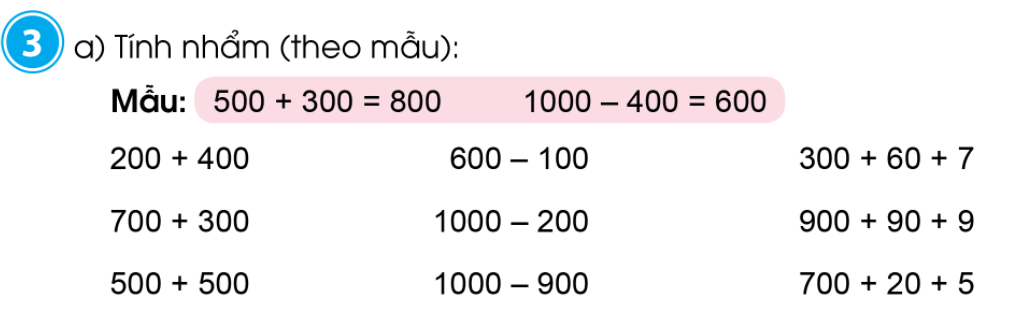 3 a) Tính nhẩm (theo mẫu):
Mẫu: 500 + 300 = 800 1000 – 400 = 600
200 + 400 600 – 100 300 + 60 + 7
700 + 300 1000 – 200 900 + 90 + 9
500 + 500 1000 – 900 700 + 20 + 5